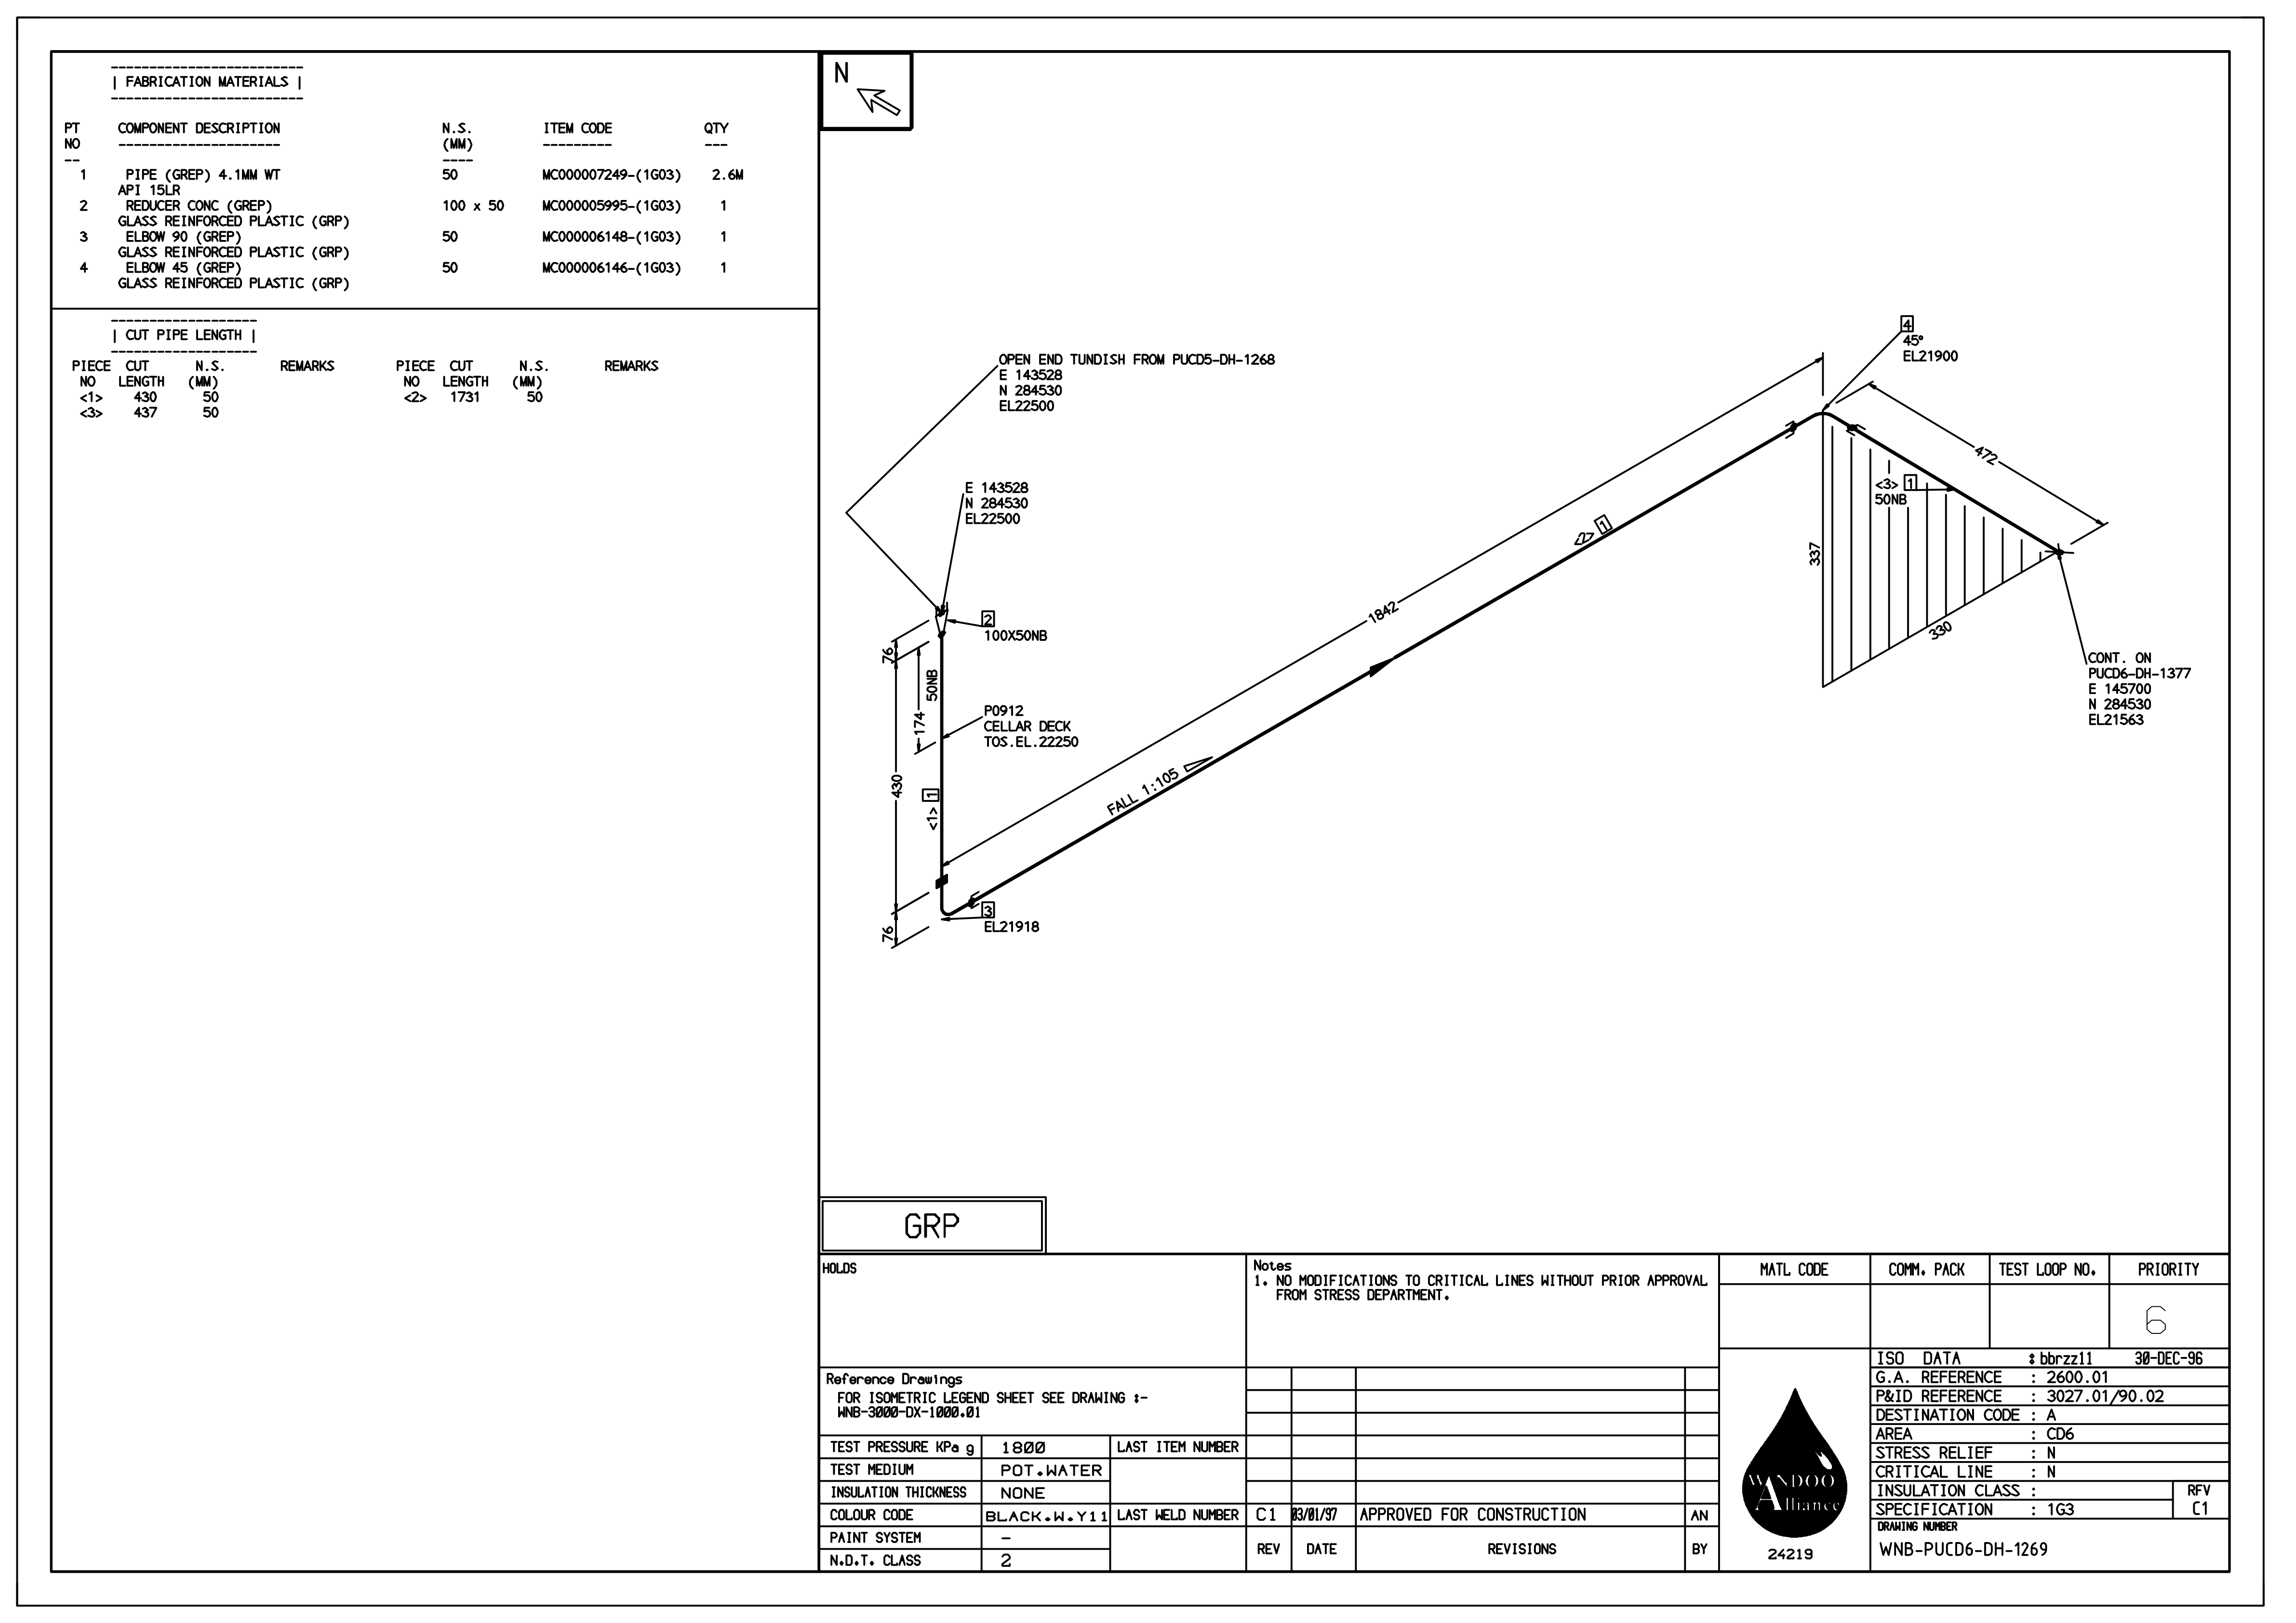 -------------------------
| FABRICATION MATERIALS |
-------------------------
PT COMPONENT DESCRIPTION N.S. ITEM CODE QTY
NO --------------------- (MM) --------- ---
-- ----
1 PIPE (GREP) 4.1MM WT 50 MC000007249-(1G03) 2.6M
API 15LR
2 REDUCER CONC (GREP) 100 x 50 MC000005995-(1G03) 1
GLASS REINFORCED PLASTIC (GRP)
3 ELBOW 90 (GREP) 50 MC000006148-(1G03) 1
GLASS REINFORCED PLASTIC (GRP)
4 ELBOW 45 (GREP) 50 MC000006146-(1G03) 1
GLASS REINFORCED PLASTIC (GRP)
-------------------
| CUT PIPE LENGTH |
-------------------
PIECE CUT N.S. REMARKS PIECE CUT N.S. REMARKS
NO LENGTH (MM) NO LENGTH (MM)
<1> 430 50 <2> 1731 50
<3> 437 50
N
OPEN END TUNDISH FROM PUCD5-DH-1268
E 143528
N 284530
EL22500
E 143528
N 284530
EL22500
2
100X50NB
76
50NB
174
P0912
CELLAR DECK
TOS.EL.22250
430
<1> 1
3
EL21918
76
FALL 1:105
1842
<2> 1
4
45°
EL21900
472
<3> 1
50NB
337
330
CONT. ON
PUCD6-DH-1377
E 145700
N 284530
EL21563
GRP
HOLDS
Notes
1. NO MODIFICATIONS TO CRITICAL LINES WITHOUT PRIOR APPROVAL
FROM STRESS DEPARTMENT.
MATL CODE COMM. PACK TEST LOOP NO. PRIORITY
6
Reference Drawings
FOR ISOMETRIC LEGEND SHEET SEE DRAWING :-
WNB-3000-DX-1000.01
TEST PRESSURE KPa g 1800 LAST ITEM NUMBER
TEST MEDIUM POT.WATER
INSULATION THICKNESS NONE
COLOUR CODE BLACK.W.Y11 LAST WELD NUMBER
PAINT SYSTEM -
N.D.T. CLASS 2
C1 03/01/97 APPROVED FOR CONSTRUCTION AN
REV DATE REVISIONS BY
WANDOO
Alliance
24219
ISO DATA : bbrzz11 30-DEC-96
G.A. REFERENCE : 2600.01
P&ID REFERENCE : 3027.01/90.02
DESTINATION CODE : A
AREA : CD6
STRESS RELIEF : N
CRITICAL LINE : N
INSULATION CLASS : RFV
SPECIFICATION : 1G3 C1
DRAWING NUMBER
WNB-PUCD6-DH-1269